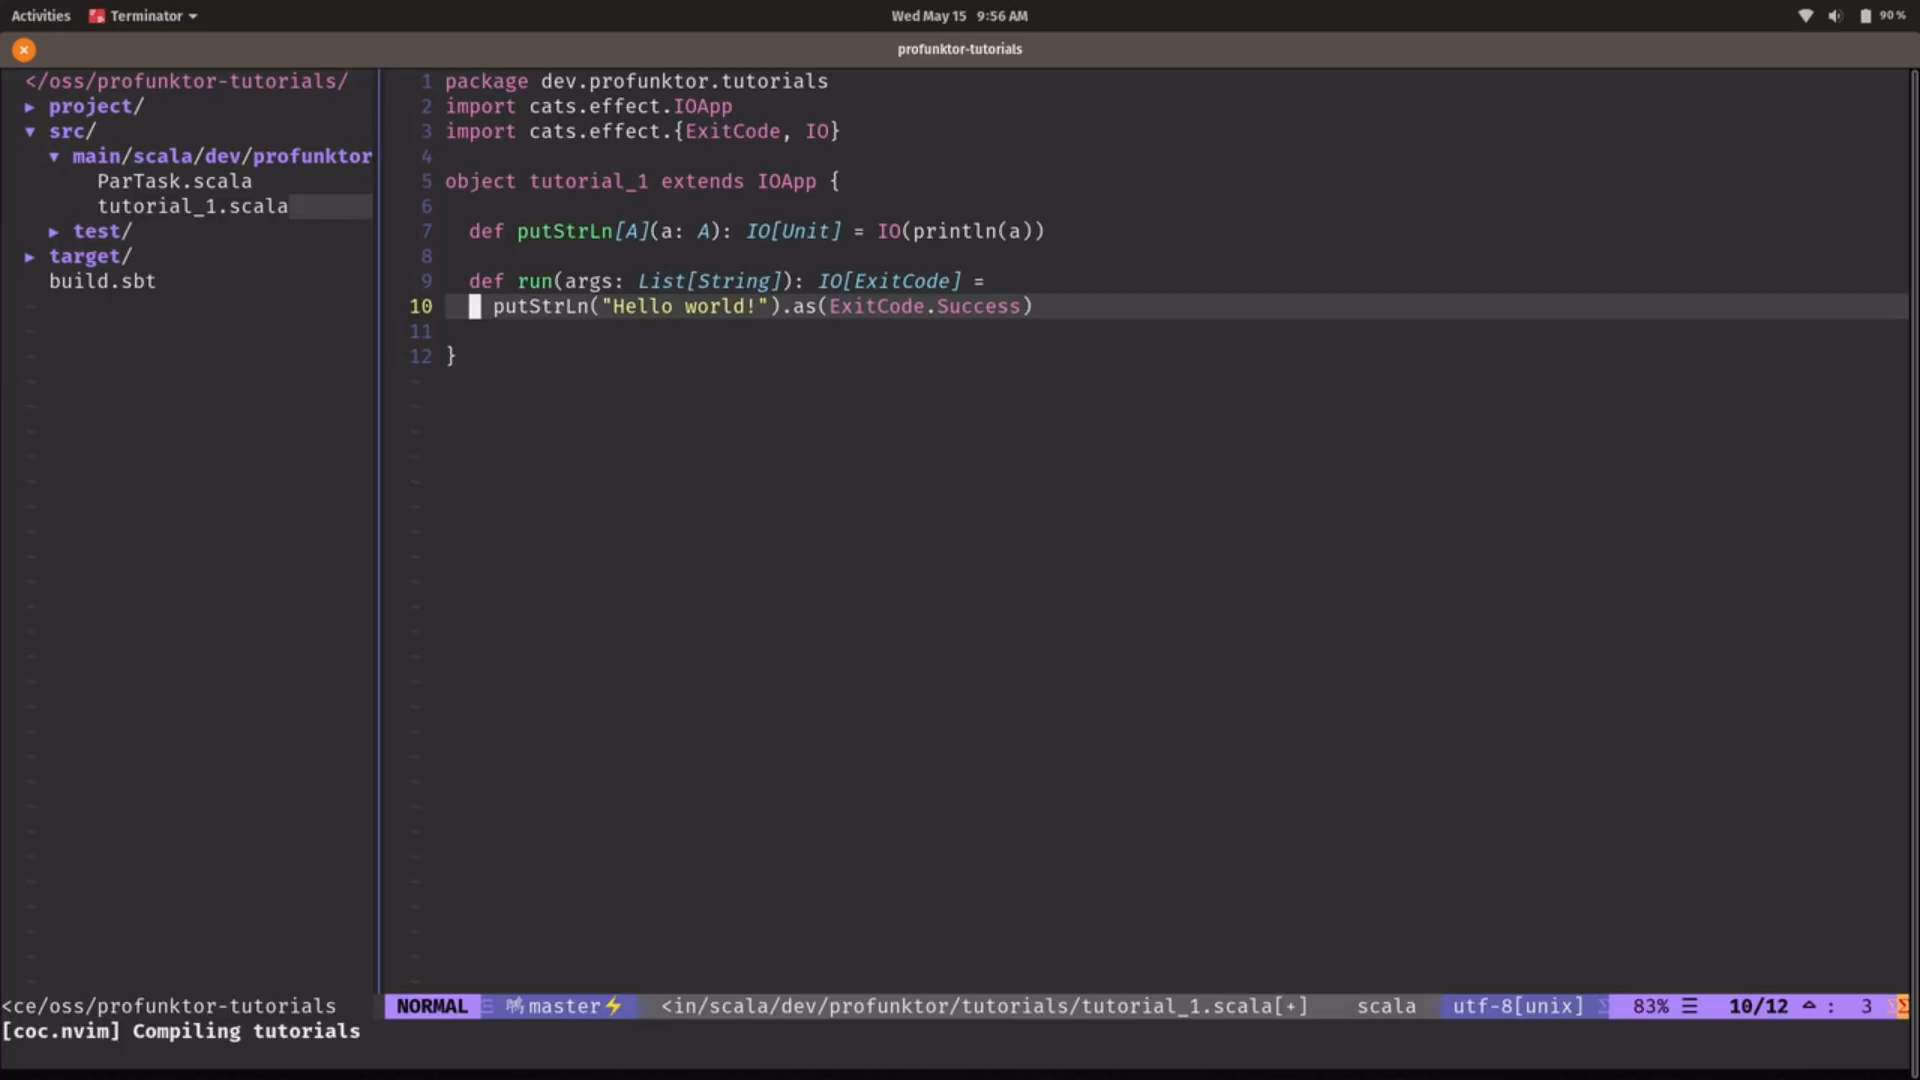 Activities Terminator Wed May 15 9:56 AM 90%
profunktor-tutorials
</oss/profunktor-tutorials/
▸ project/
▾ src/
▾ main/scala/dev/profunktor
ParTask.scala
tutorial_1.scala
▸ test/
▸ target/
build.sbt
1 package dev.profunktor.tutorials
2 import cats.effect.IOApp
3 import cats.effect.{ExitCode, IO}
4
5 object tutorial_1 extends IOApp {
6
7 def putStrLn[A](a: A): IO[Unit] = IO(println(a))
8
9 def run(args: List[String]): IO[ExitCode] =
10 putStrLn("Hello world!").as(ExitCode.Success)
11
12 }
<ce/oss/profunktor-tutorials NORMAL master⚡ <in/scala/dev/profunktor/tutorials/tutorial_1.scala[+] scala utf-8[unix] 83% ☰ 10/12 : 3
[coc.nvim] Compiling tutorials